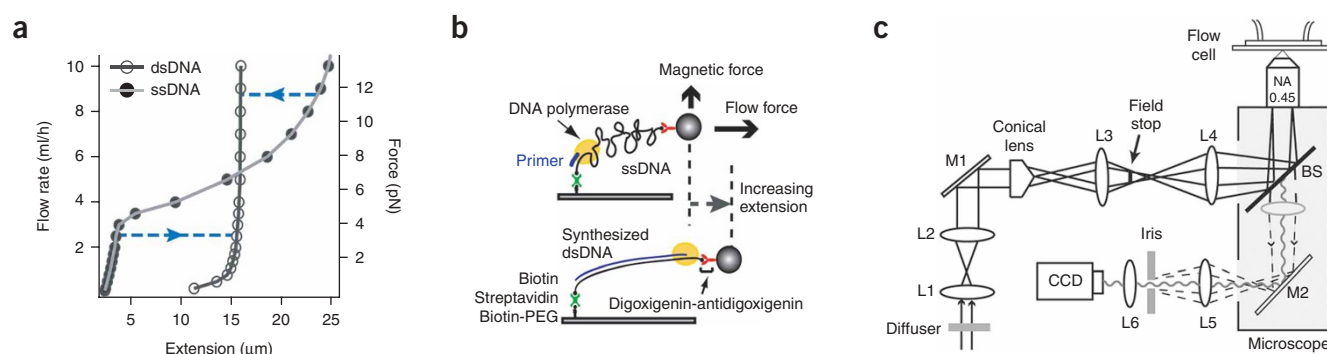 a
Flow rate (ml/h)
10
8
6
4
2
dsDNA
ssDNA
12
10
8
6
4
2
Force (pN)
5 10 15 20 25
Extension (μm)
b
Magnetic force
DNA polymerase
Flow force
Primer
ssDNA
Increasing
extension
Synthesized
dsDNA
Biotin
Streptavidin
Biotin-PEG
Digoxigenin-antidigoxigenin
c
Flow
cell
NA
0.45
Conical
lens
Field
stop
L3
L4
M1
BS
L2
CCD
Iris
M2
L1
L6
L5
Diffuser
Microscope